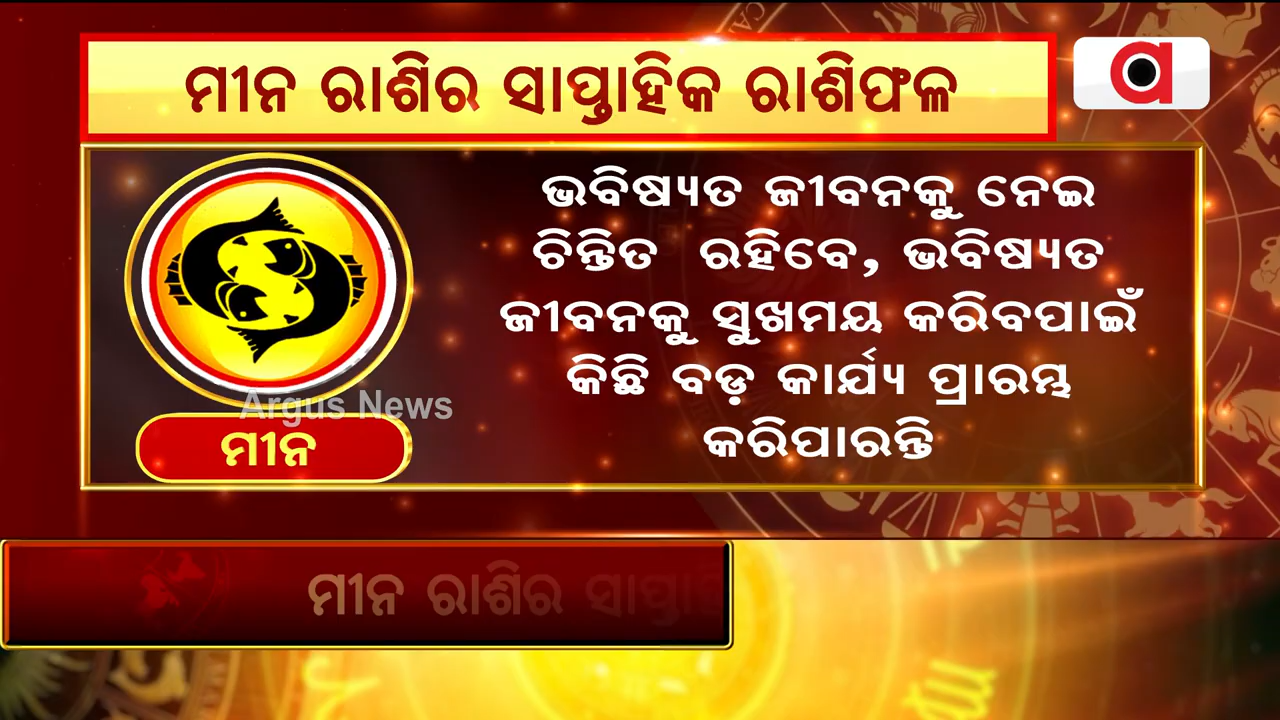 ମୀନ ରାଶିର ସାପ୍ତାହିକ ରାଶିଫଳ
ଭବିଷ୍ୟତ ଜୀବନକୁ ନେଇ
ଚିନ୍ତିତ ରହିବେ, ଭବିଷ୍ୟତ
ଜୀବନକୁ ସୁଖମୟ କରିବପାଇଁ
କିଛି ବଡ଼ କାର୍ଯ୍ୟ ପ୍ରାରମ୍ଭ
କରିପାରନ୍ତି
Argus News
ମୀନ
ମୀନ ରାଶିର